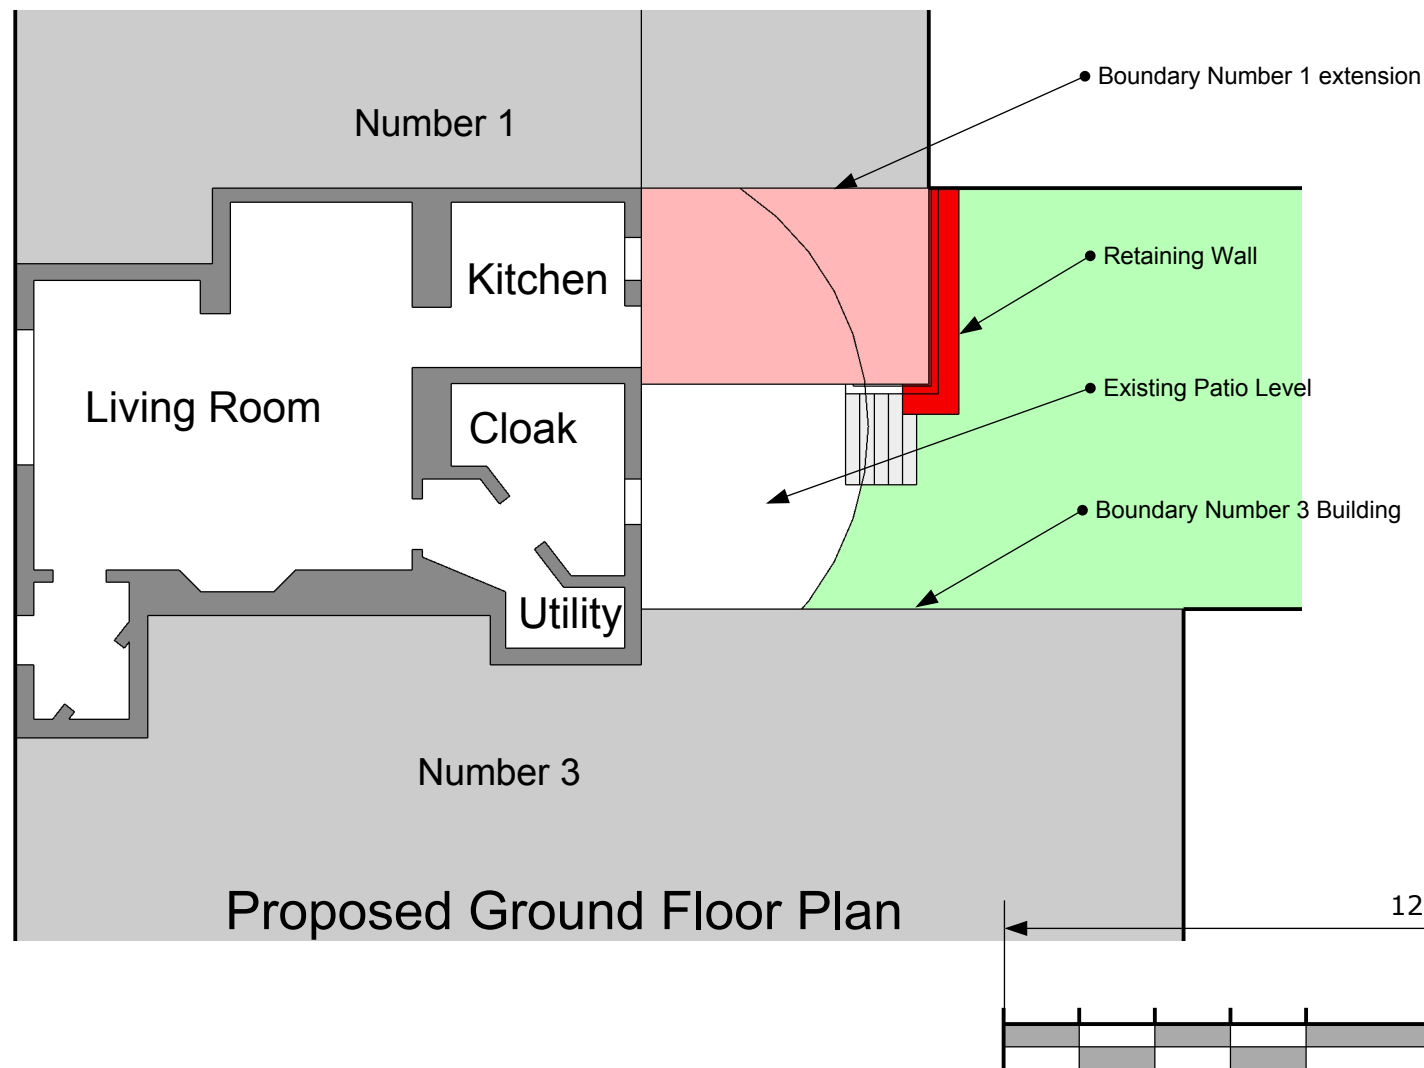 Boundary Number 1 extension
Number 1
Retaining Wall
Kitchen
Existing Patio Level
Living Room
Cloak
Boundary Number 3 Building
Utility
Number 3
Proposed Ground Floor Plan
12